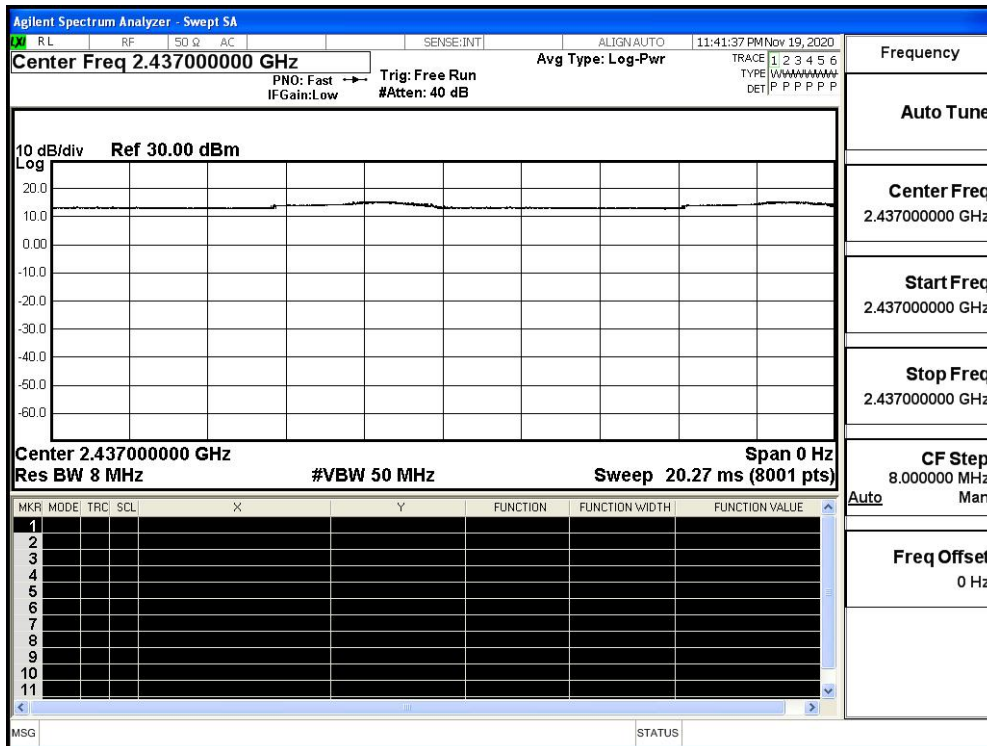 Agilent Spectrum Analyzer - Swept SA
LXI RL RF 50 Ω AC SENSE:INT ALIGNAUTO 11:41:37 PMNov 19, 2020
Center Freq 2.437000000 GHz
PNO: Fast
IFGain:Low
Trig: Free Run
#Atten: 40 dB
Avg Type: Log-Pwr
TRACE 1 2 3 4 5 6
TYPE WWWWWW
DET P P P P P P
10 dB/div Ref 30.00 dBm
Log
20.0
10.0
0.00
-10.0
-20.0
-30.0
-40.0
-50.0
-60.0
Center 2.437000000 GHz Span 0 Hz
Res BW 8 MHz #VBW 50 MHz Sweep 20.27 ms (8001 pts)
MKR MODE TRC SCL X Y FUNCTION FUNCTION WIDTH FUNCTION VALUE
1
2
3
4
5
6
7
8
9
10
11
MSG STATUS
Frequency
Auto Tune
Center Freq
2.437000000 GHz
Start Freq
2.437000000 GHz
Stop Freq
2.437000000 GHz
CF Step
8.000000 MHz
Auto Man
Freq Offset
0 Hz